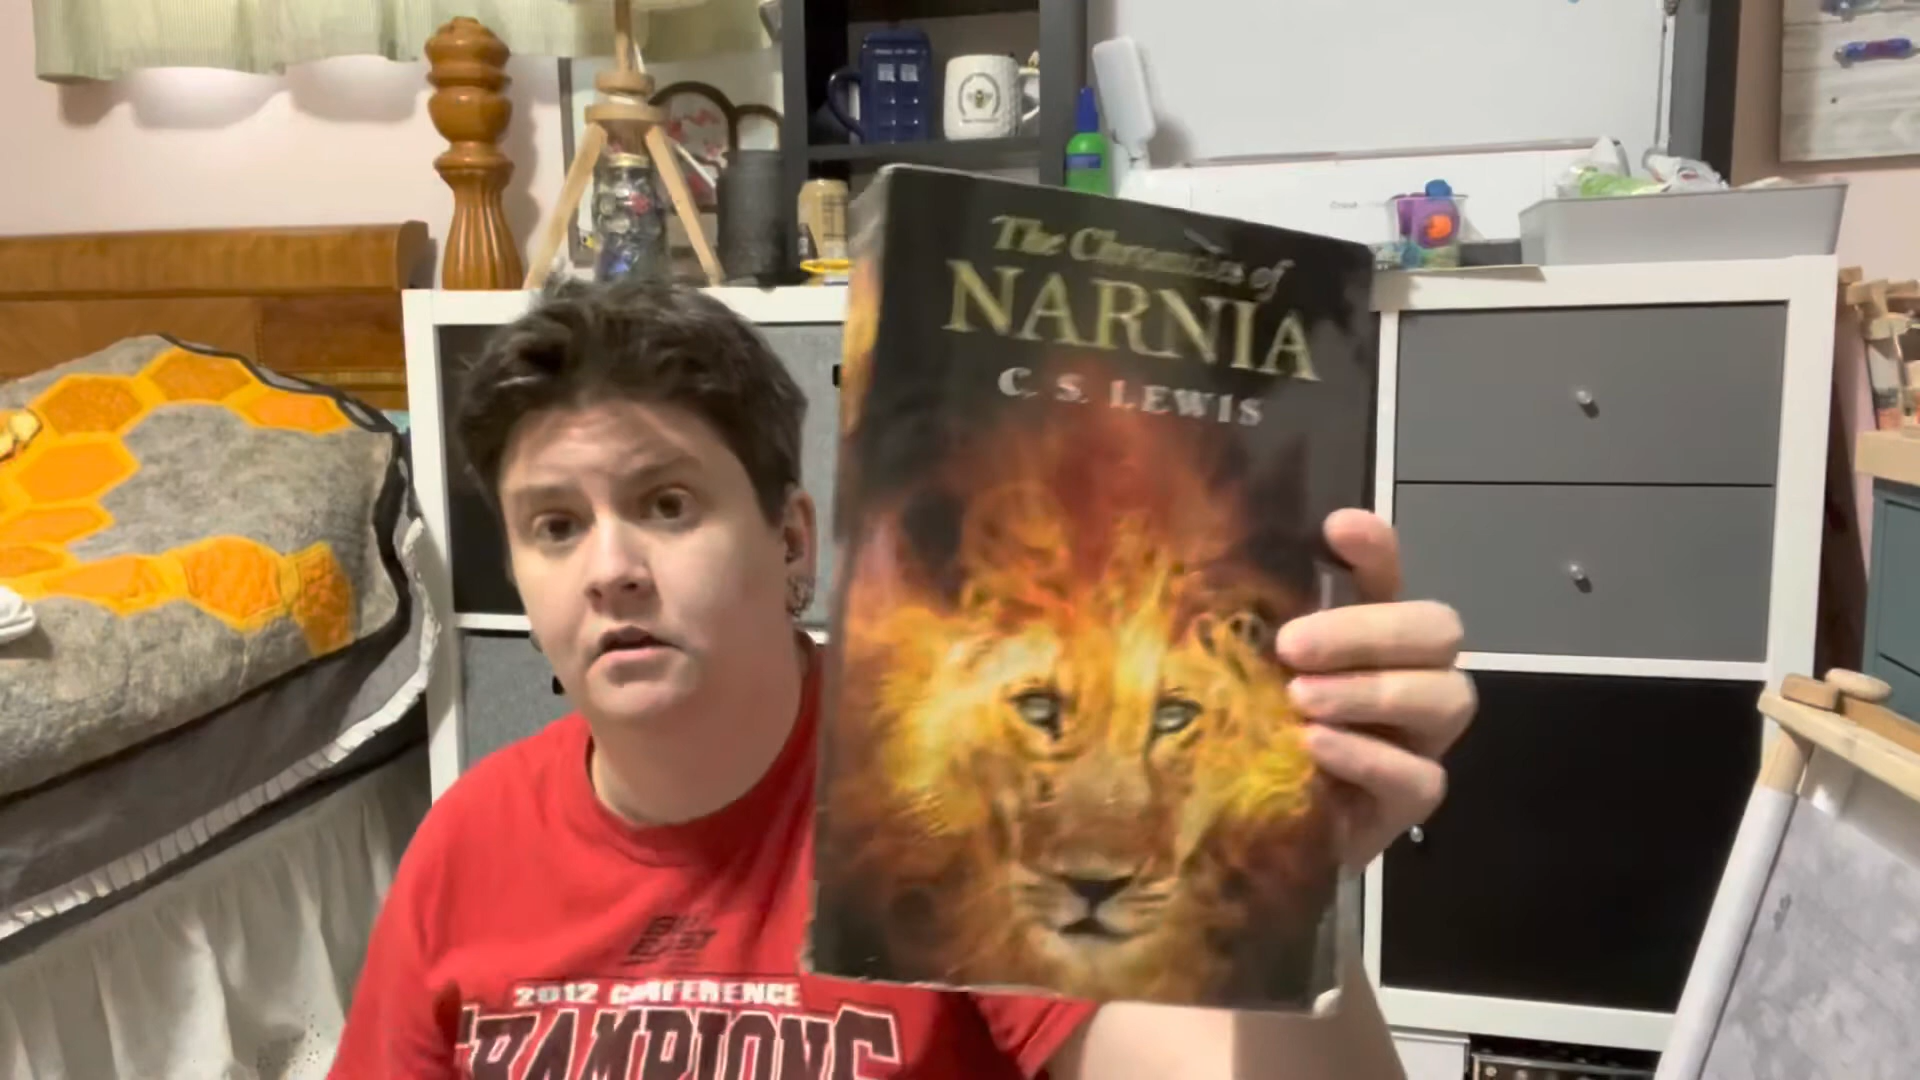 The Chronicles of
NARNIA
C. S. LEWIS
2012 CONFERENCE
CHAMPIONS